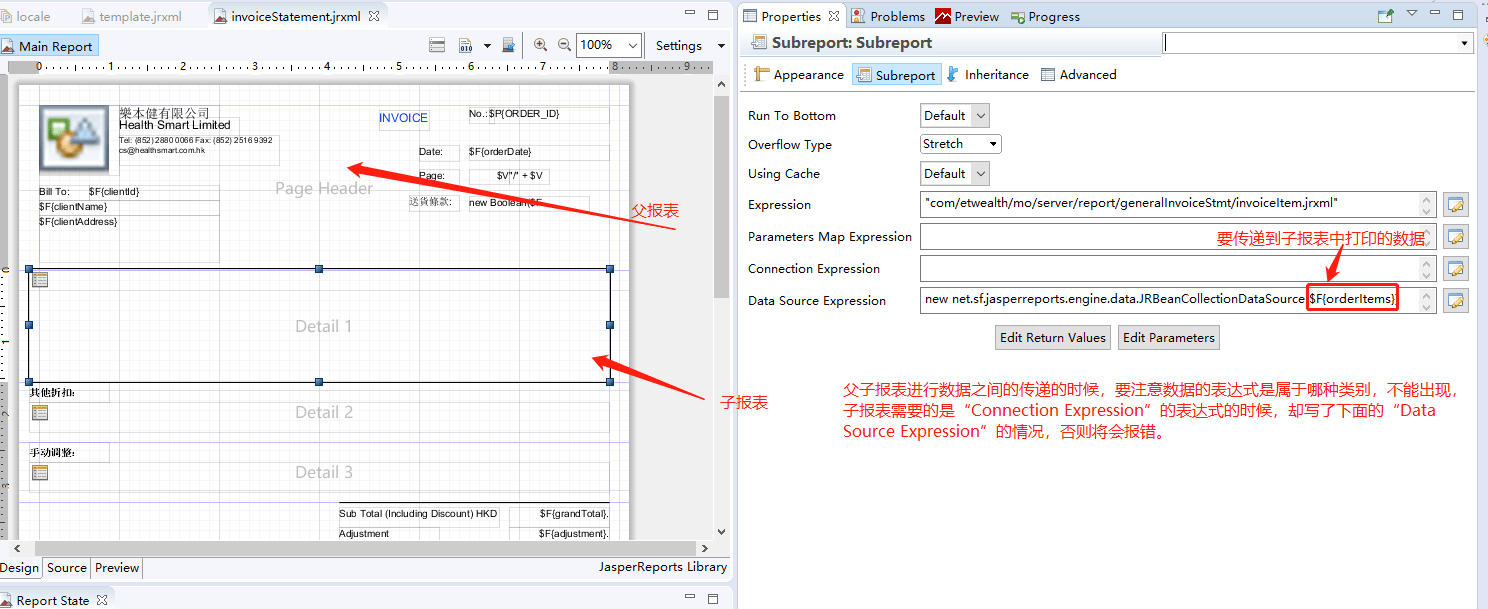 locale
template.jrxml
invoiceStatement.jrxml
Main Report
100%
Settings
0 1 2 3 4 5 6 7 8 9
樂本健有限公司
Health Smart Limited
Tel: (852) 2880 0066 Fax: (852) 2516 9392
cs@healthsmart.com.hk
INVOICE
No.: $P{ORDER_ID}
Date: $F{orderDate}
Page: $V"/" + $V
送貨條款: new Boolean($F
Bill To: $F{clientId}
$F{clientName}
$F{clientAddress}
Page Header
父报表
Detail 1
子报表
其他折扣:
Detail 2
手动调整:
Detail 3
Sub Total (Including Discount) HKD $F{grandTotal}.
Adjustment $F{adjustment}.
Design
Source
Preview
JasperReports Library
Report State
Properties
Problems
Preview
Progress
Subreport: Subreport
Appearance
Subreport
Inheritance
Advanced
Run To Bottom Default
Overflow Type Stretch
Using Cache Default
Expression "com/etwealth/mo/server/report/generalInvoiceStmt/invoiceItem.jrxml"
Parameters Map Expression
要传递到子报表中打印的数据
Connection Expression
Data Source Expression new net.sf.jasperreports.engine.data.JRBeanCollectionDataSource $F{orderItems}
Edit Return Values
Edit Parameters
父子报表进行数据之间的传递的时候，要注意数据的表达式是属于哪种类别，不能出现，
子报表需要的是“Connection Expression”的表达式的时候，却写了下面的“Data
Source Expression”的情况，否则将会报错。